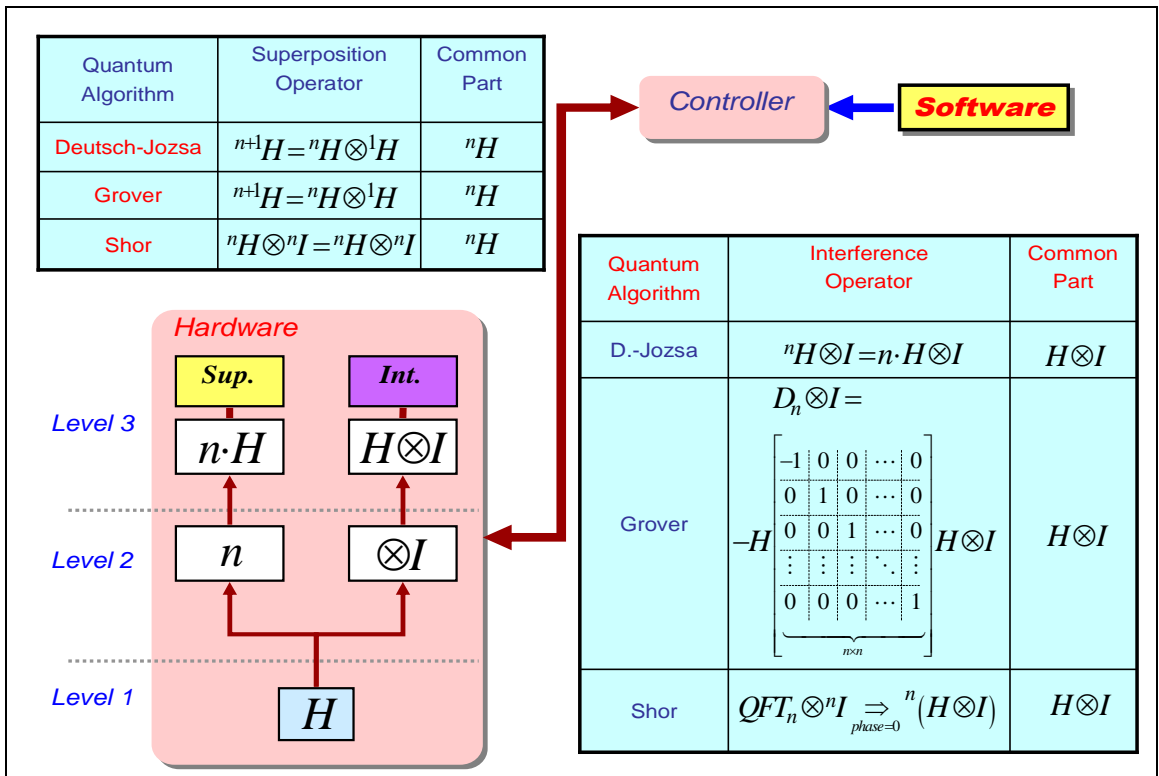 Quantum Algorithm | Superposition Operator | Common Part
Deutsch-Jozsa | ⁿ⁺¹H = ⁿH⊗¹H | ⁿH
Grover | ⁿ⁺¹H = ⁿH⊗¹H | ⁿH
Shor | ⁿH⊗ⁿI = ⁿH⊗ⁿI | ⁿH
Controller
Software
Hardware
Sup.
Int.
Level 3
n·H
H⊗I
Level 2
n
⊗I
Level 1
H
Quantum Algorithm | Interference Operator | Common Part
D.-Jozsa | ⁿH⊗I = n·H⊗I | H⊗I
Dₙ⊗I =
−1 0 0 ⋯ 0
0 1 0 ⋯ 0
Grover | −H [ 0 0 1 ⋯ 0 ] H⊗I | H⊗I
⋮ ⋮ ⋮ ⋱ ⋮
0 0 0 ⋯ 1
n×n
Shor | QFTₙ⊗ⁿI ⇒ ⁿ(H⊗I) | H⊗I
phase=0